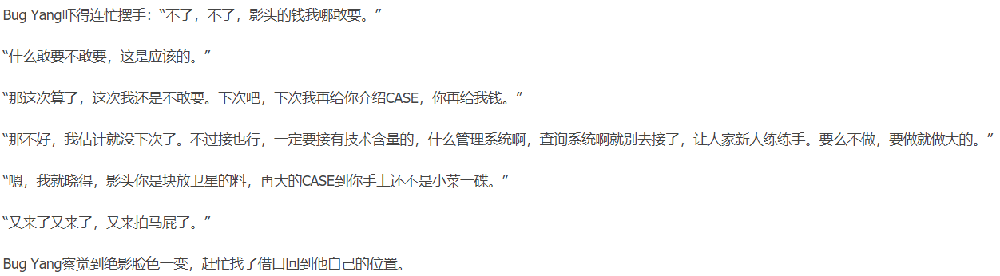 Bug Yang吓得连忙摆手：“不了，不了，影头的钱我哪敢要。”
“什么敢要不敢要，这是应该的。”
“那这次算了，这次我还是不敢要。下次吧，下次我再给你介绍CASE，你再给我钱。”
“那不好，我估计就没下次了。不过接也行，一定要接有技术含量的，什么管理系统啊，查询系统啊就别去接了，让人家新人练练手。要么不做，要做就做大的。”
“嗯，我就晓得，影头你是块放卫星的料，再大的CASE到你手上还不是小菜一碟。”
“又来了又来了，又来拍马屁了。”
Bug Yang察觉到绝影脸色一变，赶忙找了借口回到他自己的位置。